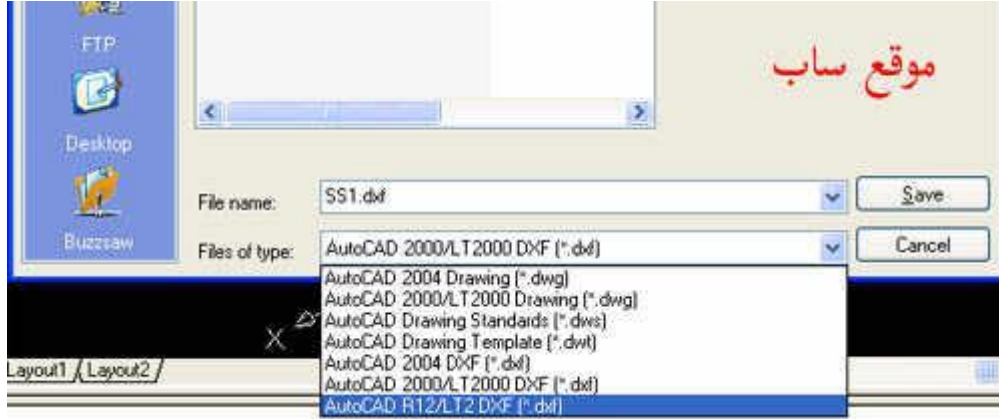 FTP
موقع ساب
Desktop
File name: SS1.dxf Save
Buzzsaw
Files of type: AutoCAD 2000/LT2000 DXF (*.dxf) Cancel
AutoCAD 2004 Drawing (*.dwg)
AutoCAD 2000/LT2000 Drawing (*.dwg)
AutoCAD Drawing Standards (*.dws)
X
AutoCAD Drawing Template (*.dwt)
AutoCAD 2004 DXF (*.dxf)
Layout1 Layout2
AutoCAD 2000/LT2000 DXF (*.dxf)
AutoCAD R12/LT2 DXF (*.dxf)